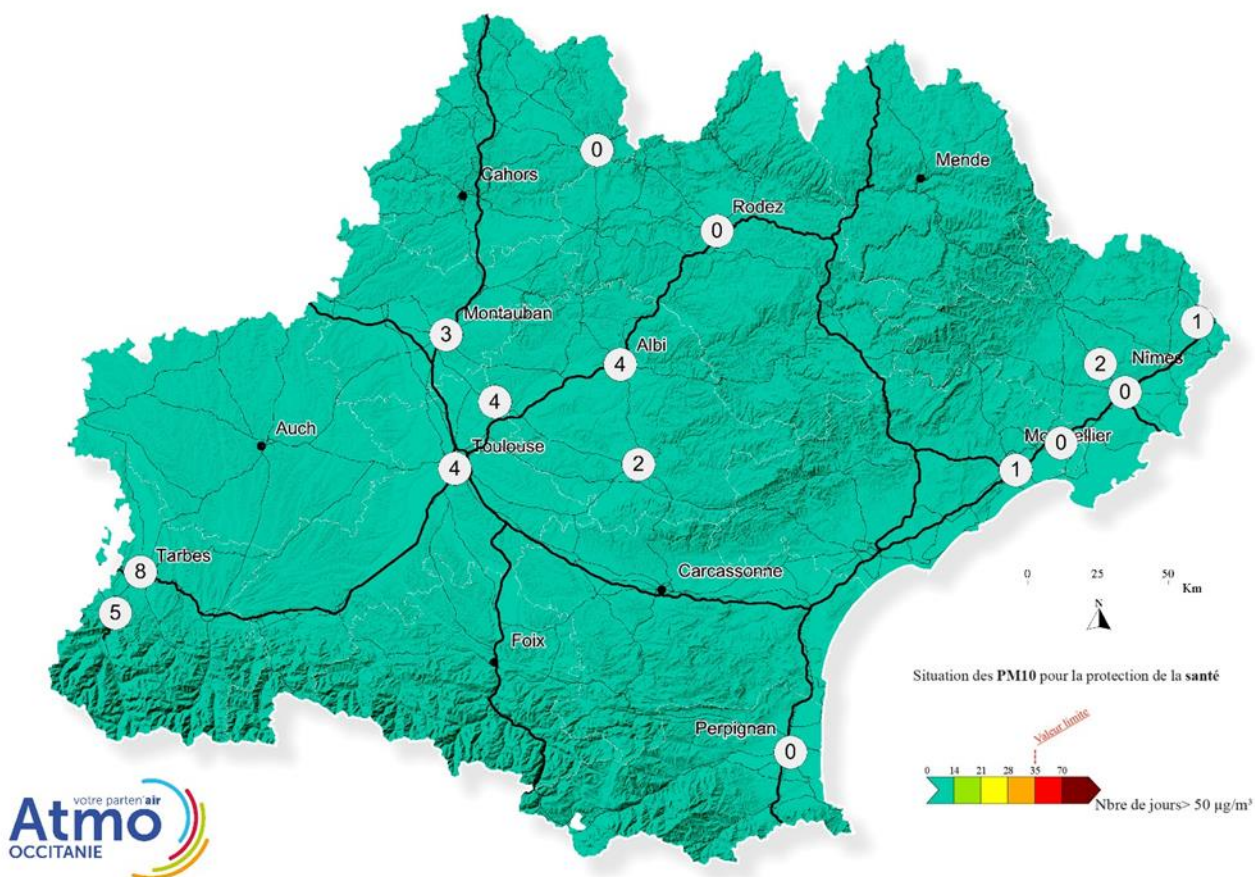 0
Cahors
Mende
Rodez
0
Montauban
3
1
Albi
4
2
Nîmes
0
4
Auch
Toulouse
4
2
Montpellier
0
1
Tarbes
8
5
Carcassonne
Foix
Perpignan
0
0 25 50
Km
N
Situation des PM10 pour la protection de la santé
Valeur limite
0 14 21 28 35 70
Nbre de jours> 50 µg/m³
votre parten'air
Atmo
OCCITANIE